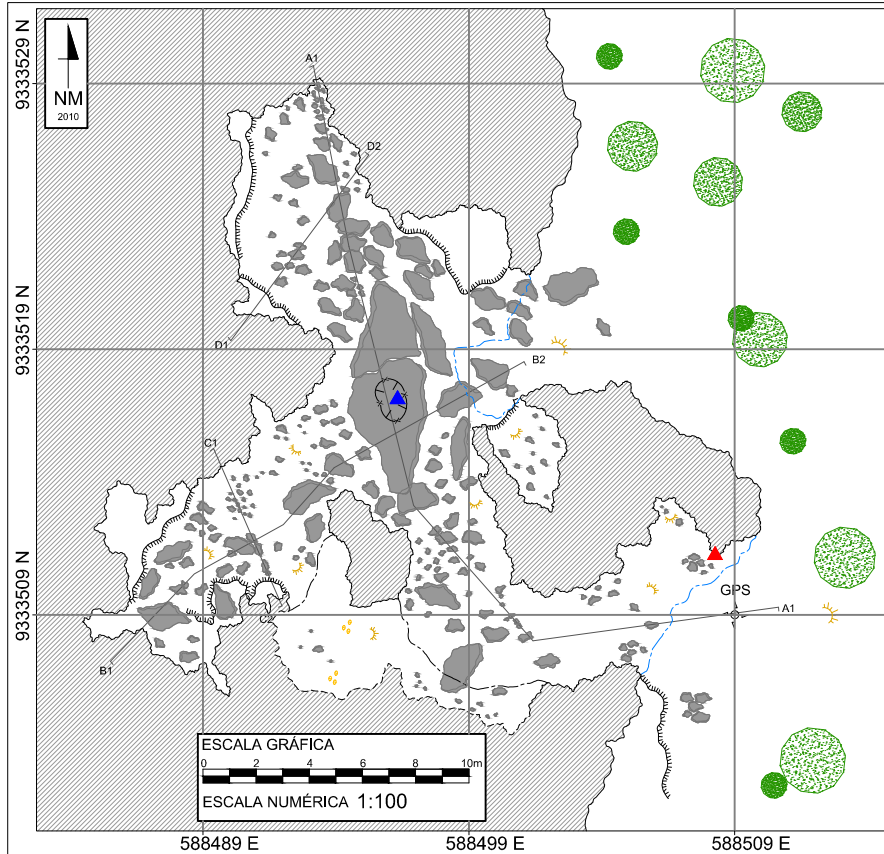 9333529 N
NM
2010
A1
D2
9333519 N
D1
B2
C1
9333509 N
GPS
A1
C2
B1
ESCALA GRÁFICA
0 2 4 6 8 10m
ESCALA NUMÉRICA 1:100
588489 E
588499 E
588509 E